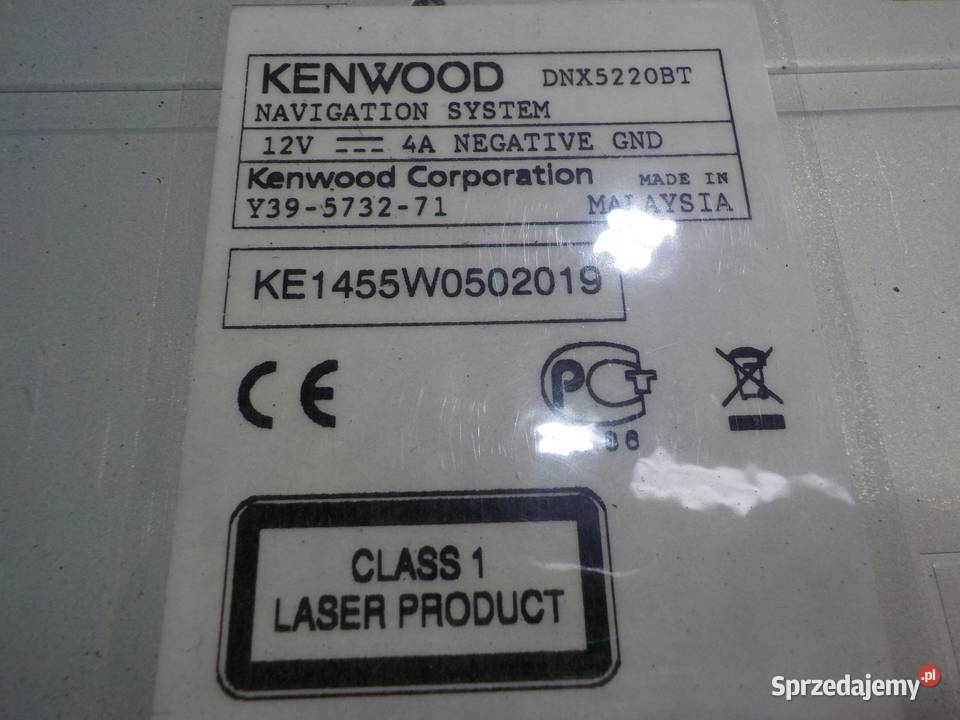 KENWOOD DNX5220BT
NAVIGATION SYSTEM
12V 4A NEGATIVE GND
Kenwood Corporation MADE IN
Y39-5732-71 MALAYSIA
KE1455W0502019
CE
PCT
CLASS 1
LASER PRODUCT
Sprzedajemy.pl